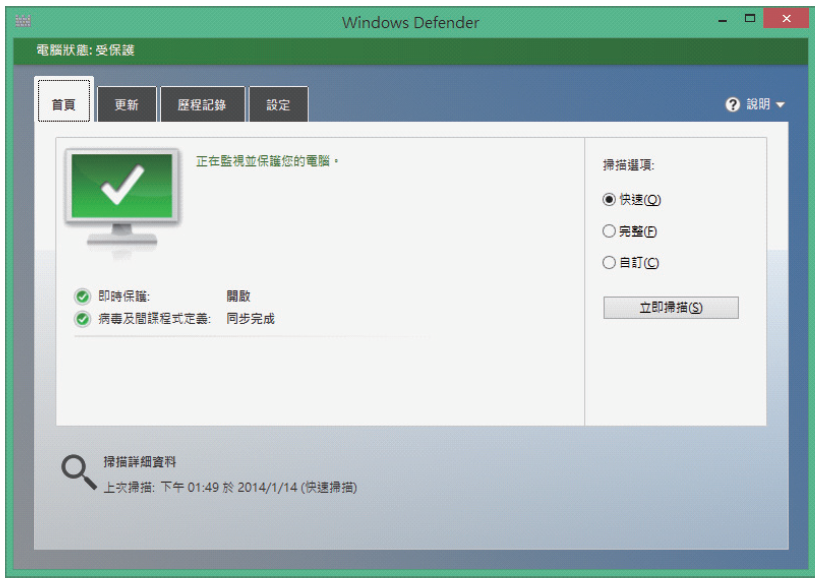 Windows Defender
電腦狀態: 受保護
首頁
更新
歷程記錄
設定
說明
正在監視並保護您的電腦。
即時保護: 開啟
病毒及間諜程式定義: 同步完成
掃描選項:
快速(Q)
完整(F)
自訂(C)
立即掃描(S)
掃描詳細資料
上次掃描: 下午 01:49 於 2014/1/14 (快速掃描)